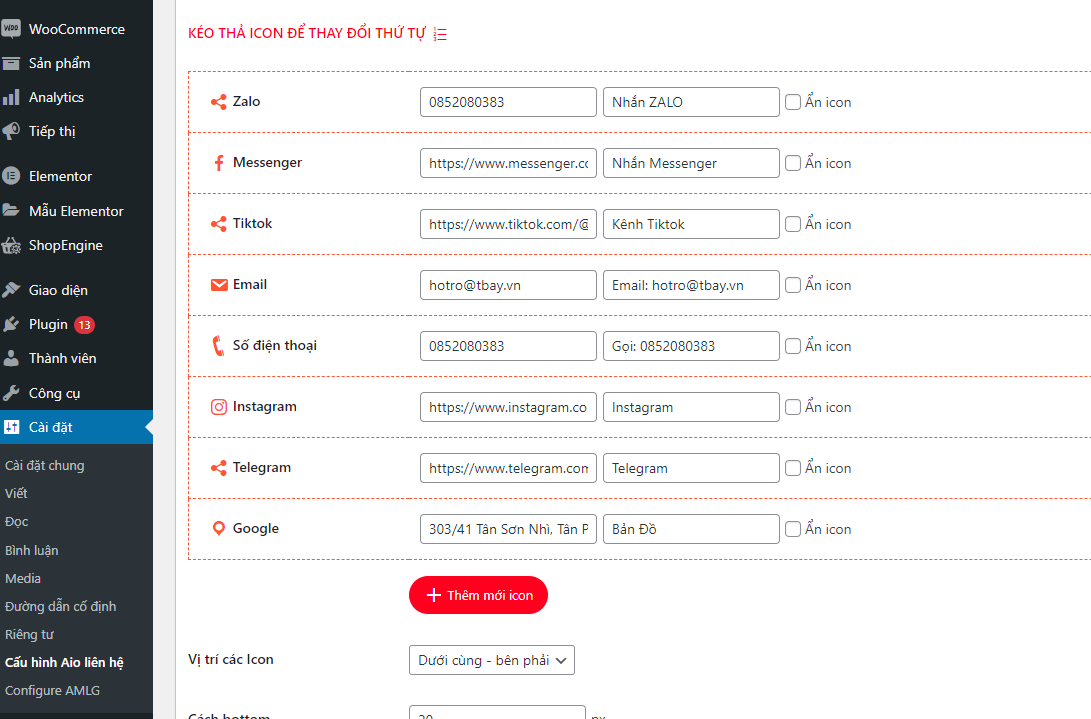 WooCommerce
Sản phẩm
Analytics
Tiếp thị
Elementor
Mẫu Elementor
ShopEngine
Giao diện
Plugin 13
Thành viên
Công cụ
Cài đặt
Cài đặt chung
Viết
Đọc
Bình luận
Media
Đường dẫn cố định
Riêng tư
Cấu hình Aio liên hệ
Configure AMLG
KÉO THẢ ICON ĐỂ THAY ĐỔI THỨ TỰ
Zalo 0852080383 Nhắn ZALO Ẩn icon
Messenger https://www.messenger.co Nhắn Messenger Ẩn icon
Tiktok https://www.tiktok.com/@ Kênh Tiktok Ẩn icon
Email hotro@tbay.vn Email: hotro@tbay.vn Ẩn icon
Số điện thoại 0852080383 Gọi: 0852080383 Ẩn icon
Instagram https://www.instagram.co Instagram Ẩn icon
Telegram https://www.telegram.com Telegram Ẩn icon
Google 303/41 Tân Sơn Nhì, Tân P Bản Đồ Ẩn icon
Thêm mới icon
Vị trí các Icon Dưới cùng - bên phải
Cách bottom 20 px